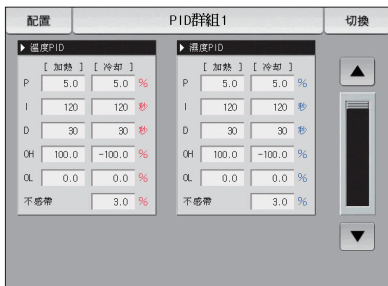 配置 PID群組1 切換
▶ 溫度PID
[ 加熱 ] [ 冷却 ]
P 5.0 5.0 %
I 120 120 秒
D 30 30 秒
OH 100.0 -100.0 %
OL 0.0 0.0 %
不感帶 3.0 %
▶ 濕度PID
[ 加熱 ] [ 冷却 ]
P 5.0 5.0 %
I 120 120 秒
D 30 30 秒
OH 100.0 -100.0 %
OL 0.0 0.0 %
不感帶 3.0 %